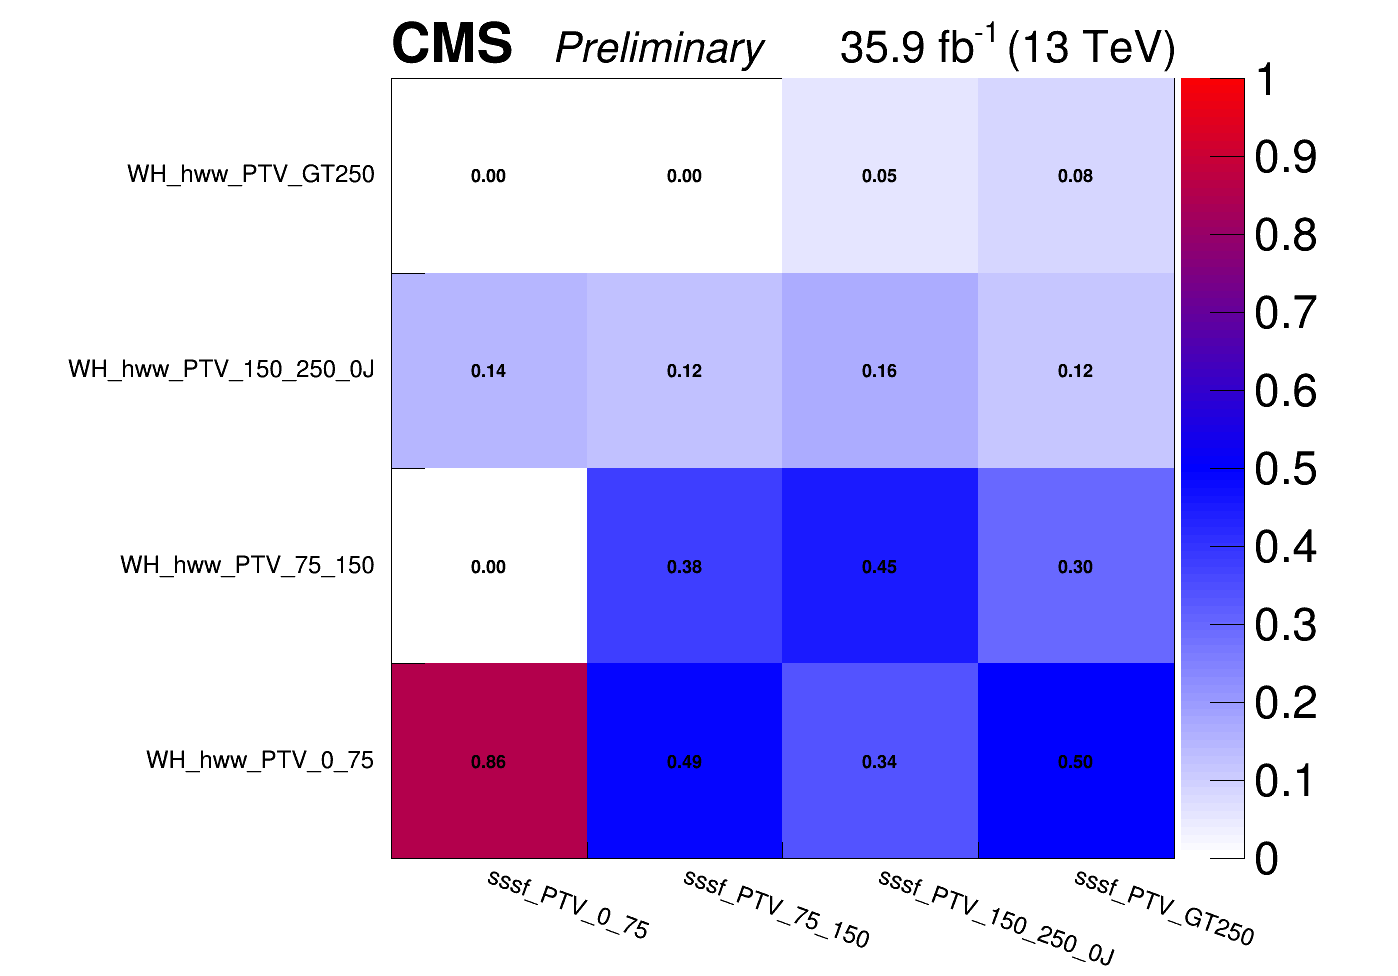 CMS Preliminary 35.9 fb-1 (13 TeV)
1
0.9
0.8
0.7
0.6
0.5
0.4
0.3
0.2
0.1
0
WH_hww_PTV_GT250 0.00 0.00 0.05 0.08
WH_hww_PTV_150_250_0J 0.14 0.12 0.16 0.12
WH_hww_PTV_75_150 0.00 0.38 0.45 0.30
WH_hww_PTV_0_75 0.86 0.49 0.34 0.50
sssf_PTV_0_75
sssf_PTV_75_150
sssf_PTV_150_250_0J
sssf_PTV_GT250